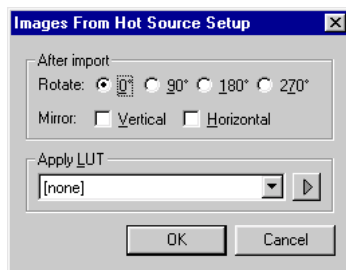 Images From Hot Source Setup
After import
Rotate: 0° 90° 180° 270°
Mirror: Vertical Horizontal
Apply LUT
[none]
OK Cancel